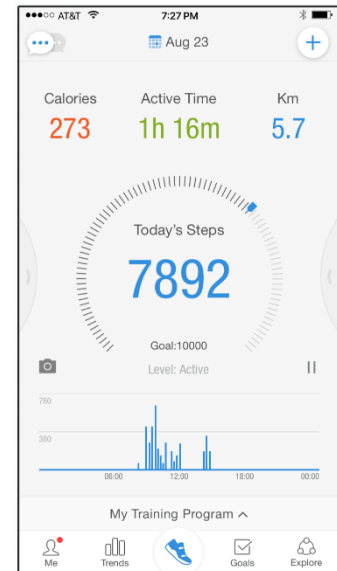 AT&T 7:27 PM
Aug 23
Calories Active Time Km
273 1h 16m 5.7
Today's Steps
7892
Goal:10000
Level: Active
760
380
06:00 12:00 18:00 00:00
My Training Program
Me Trends Goals Explore